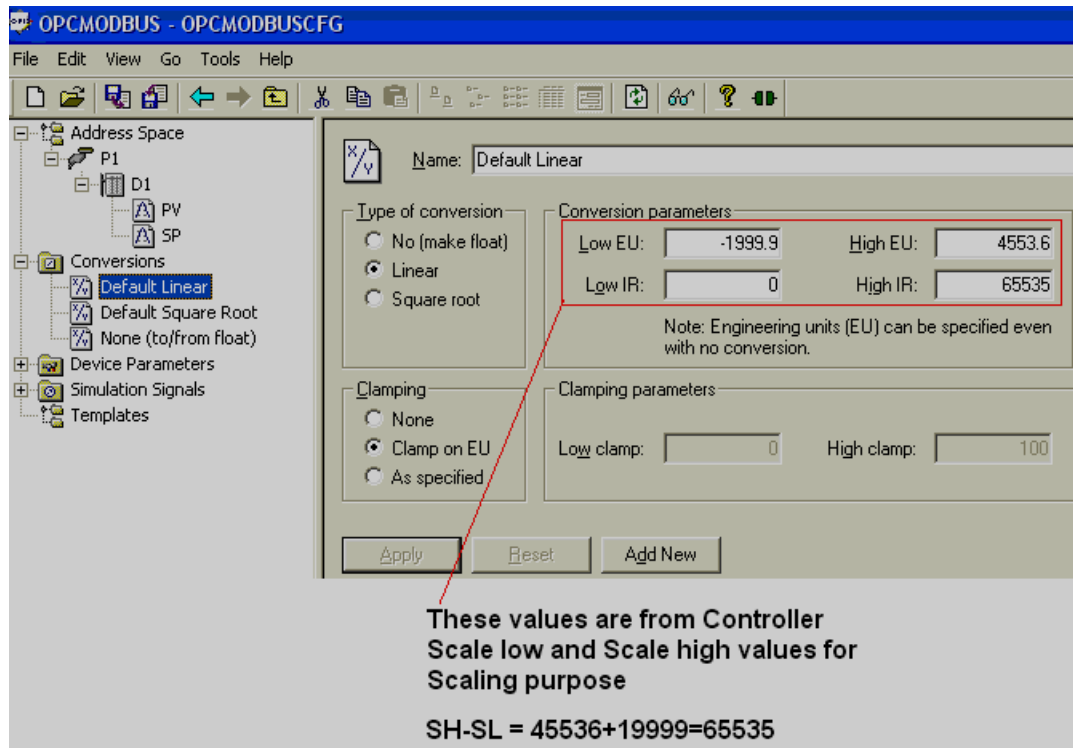 OPCMODBUS - OPCMODBUSCFG
File Edit View Go Tools Help
Address Space
P1
D1
PV
SP
Conversions
Default Linear
Default Square Root
None (to/from float)
Device Parameters
Simulation Signals
Templates
Name: Default Linear
Type of conversion
No (make float)
Linear
Square root
Conversion parameters
Low EU: -1999.9 High EU: 4553.6
Low IR: 0 High IR: 65535
Note: Engineering units (EU) can be specified even
with no conversion.
Clamping
None
Clamp on EU
As specified
Clamping parameters
Low clamp: 0 High clamp: 100
Apply Reset Add New
These values are from Controller
Scale low and Scale high values for
Scaling purpose
SH-SL = 45536+19999=65535